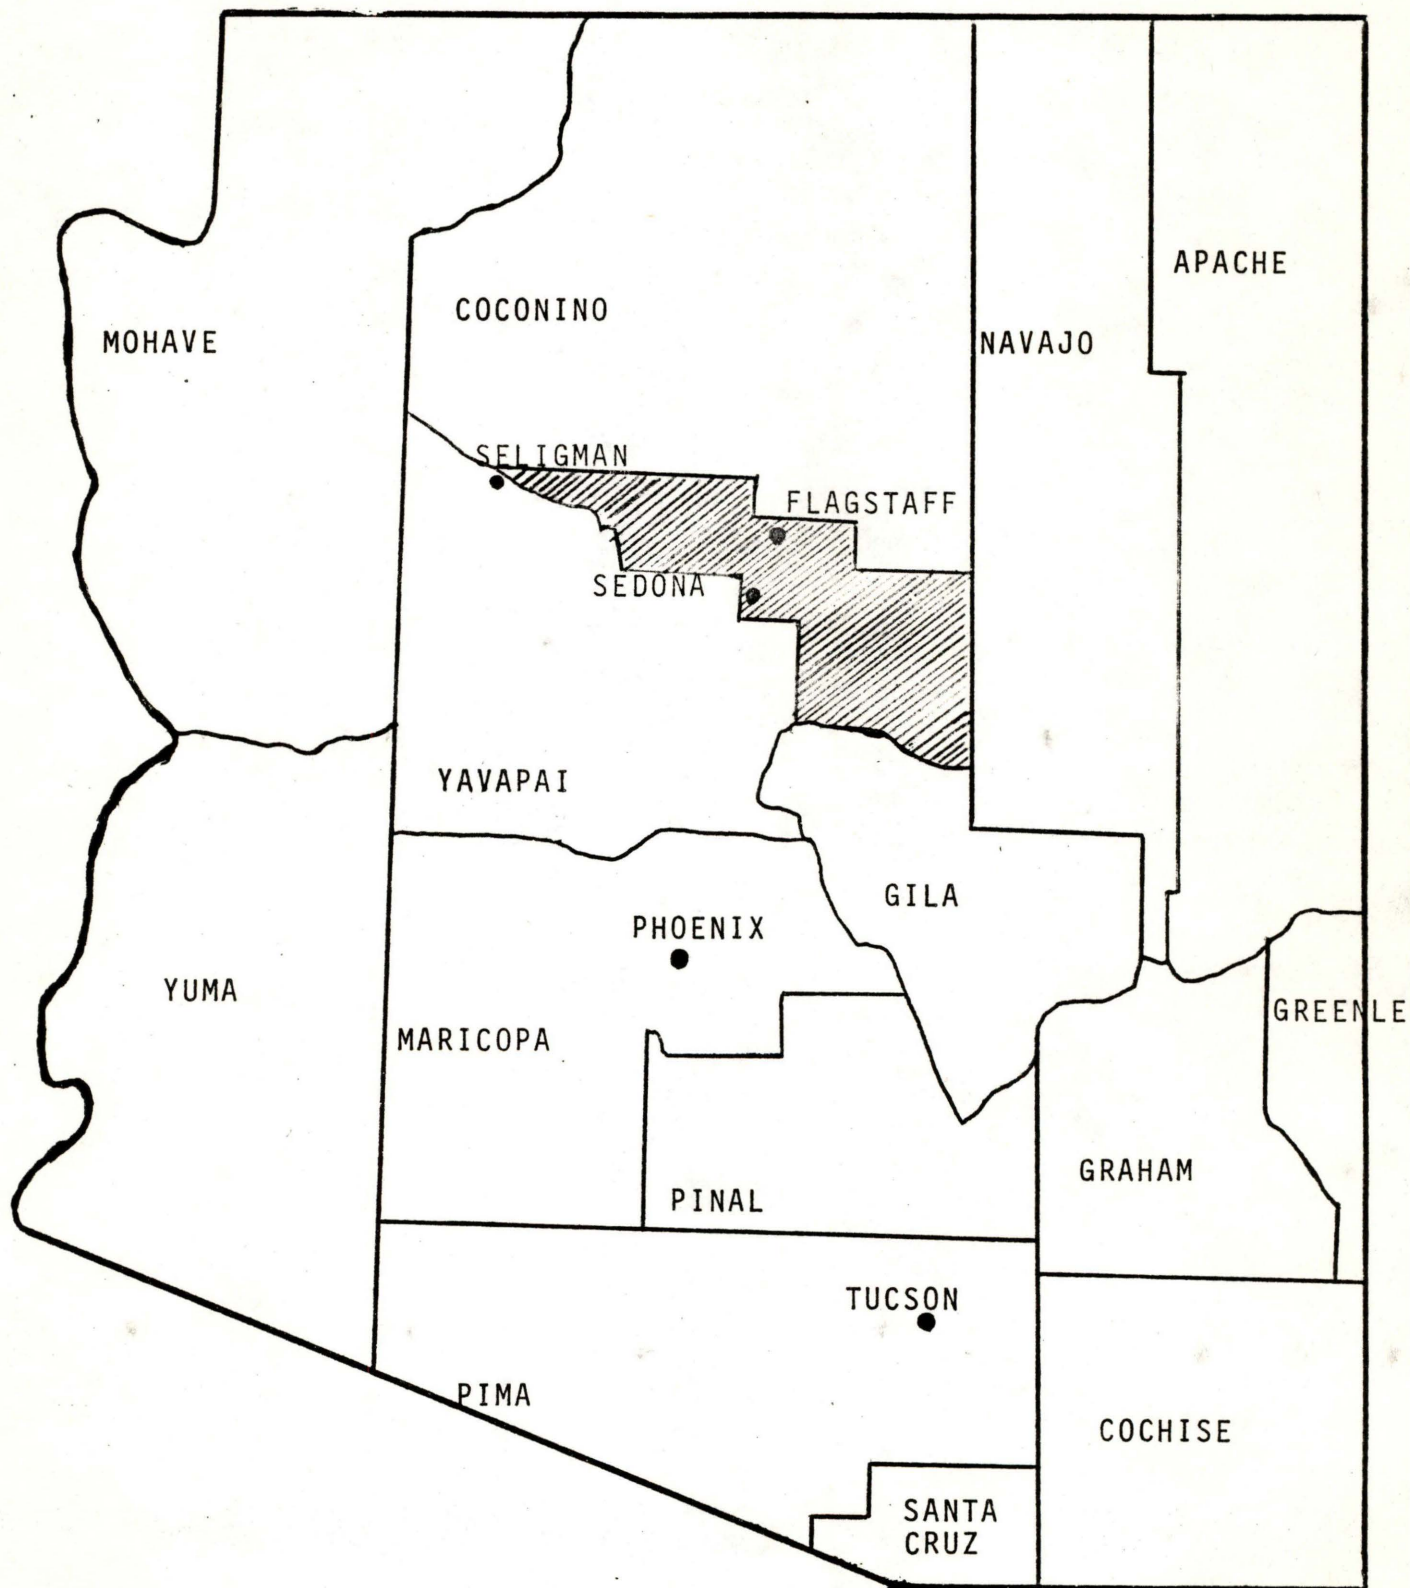 APACHE
COCONINO
MOHAVE
NAVAJO
SELIGMAN
FLAGSTAFF
SEDONA
YAVAPAI
GILA
PHOENIX
YUMA
GREENLE
MARICOPA
GRAHAM
PINAL
TUCSON
PIMA
COCHISE
SANTA
CRUZ